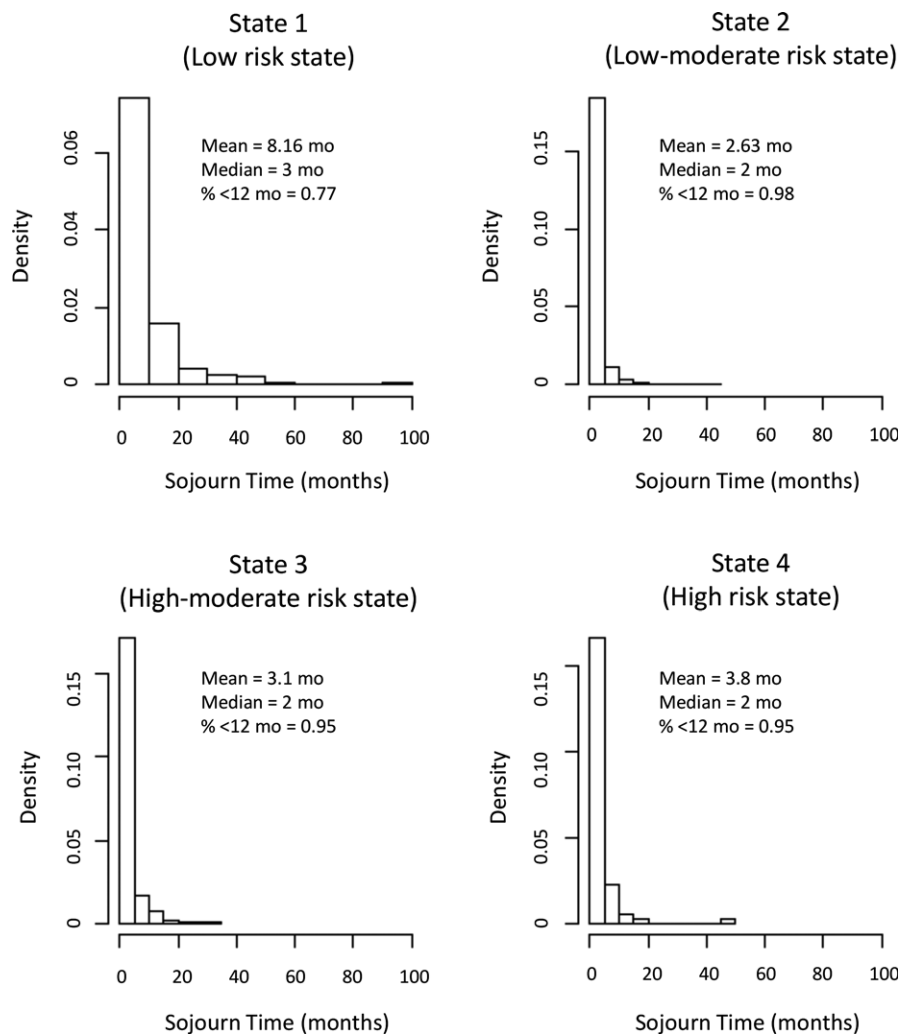 State 1
(Low risk state)
Mean = 8.16 mo
Median = 3 mo
% <12 mo = 0.77
Density
0.06
0.04
0.02
0
0 20 40 60 80 100
Sojourn Time (months)
State 2
(Low-moderate risk state)
Mean = 2.63 mo
Median = 2 mo
% <12 mo = 0.98
Density
0.15
0.10
0.05
0
0 20 40 60 80 100
Sojourn Time (months)
State 3
(High-moderate risk state)
Mean = 3.1 mo
Median = 2 mo
% <12 mo = 0.95
Density
0.15
0.10
0.05
0
0 20 40 60 80 100
Sojourn Time (months)
State 4
(High risk state)
Mean = 3.8 mo
Median = 2 mo
% <12 mo = 0.95
Density
0.15
0.10
0.05
0
0 20 40 60 80 100
Sojourn Time (months)